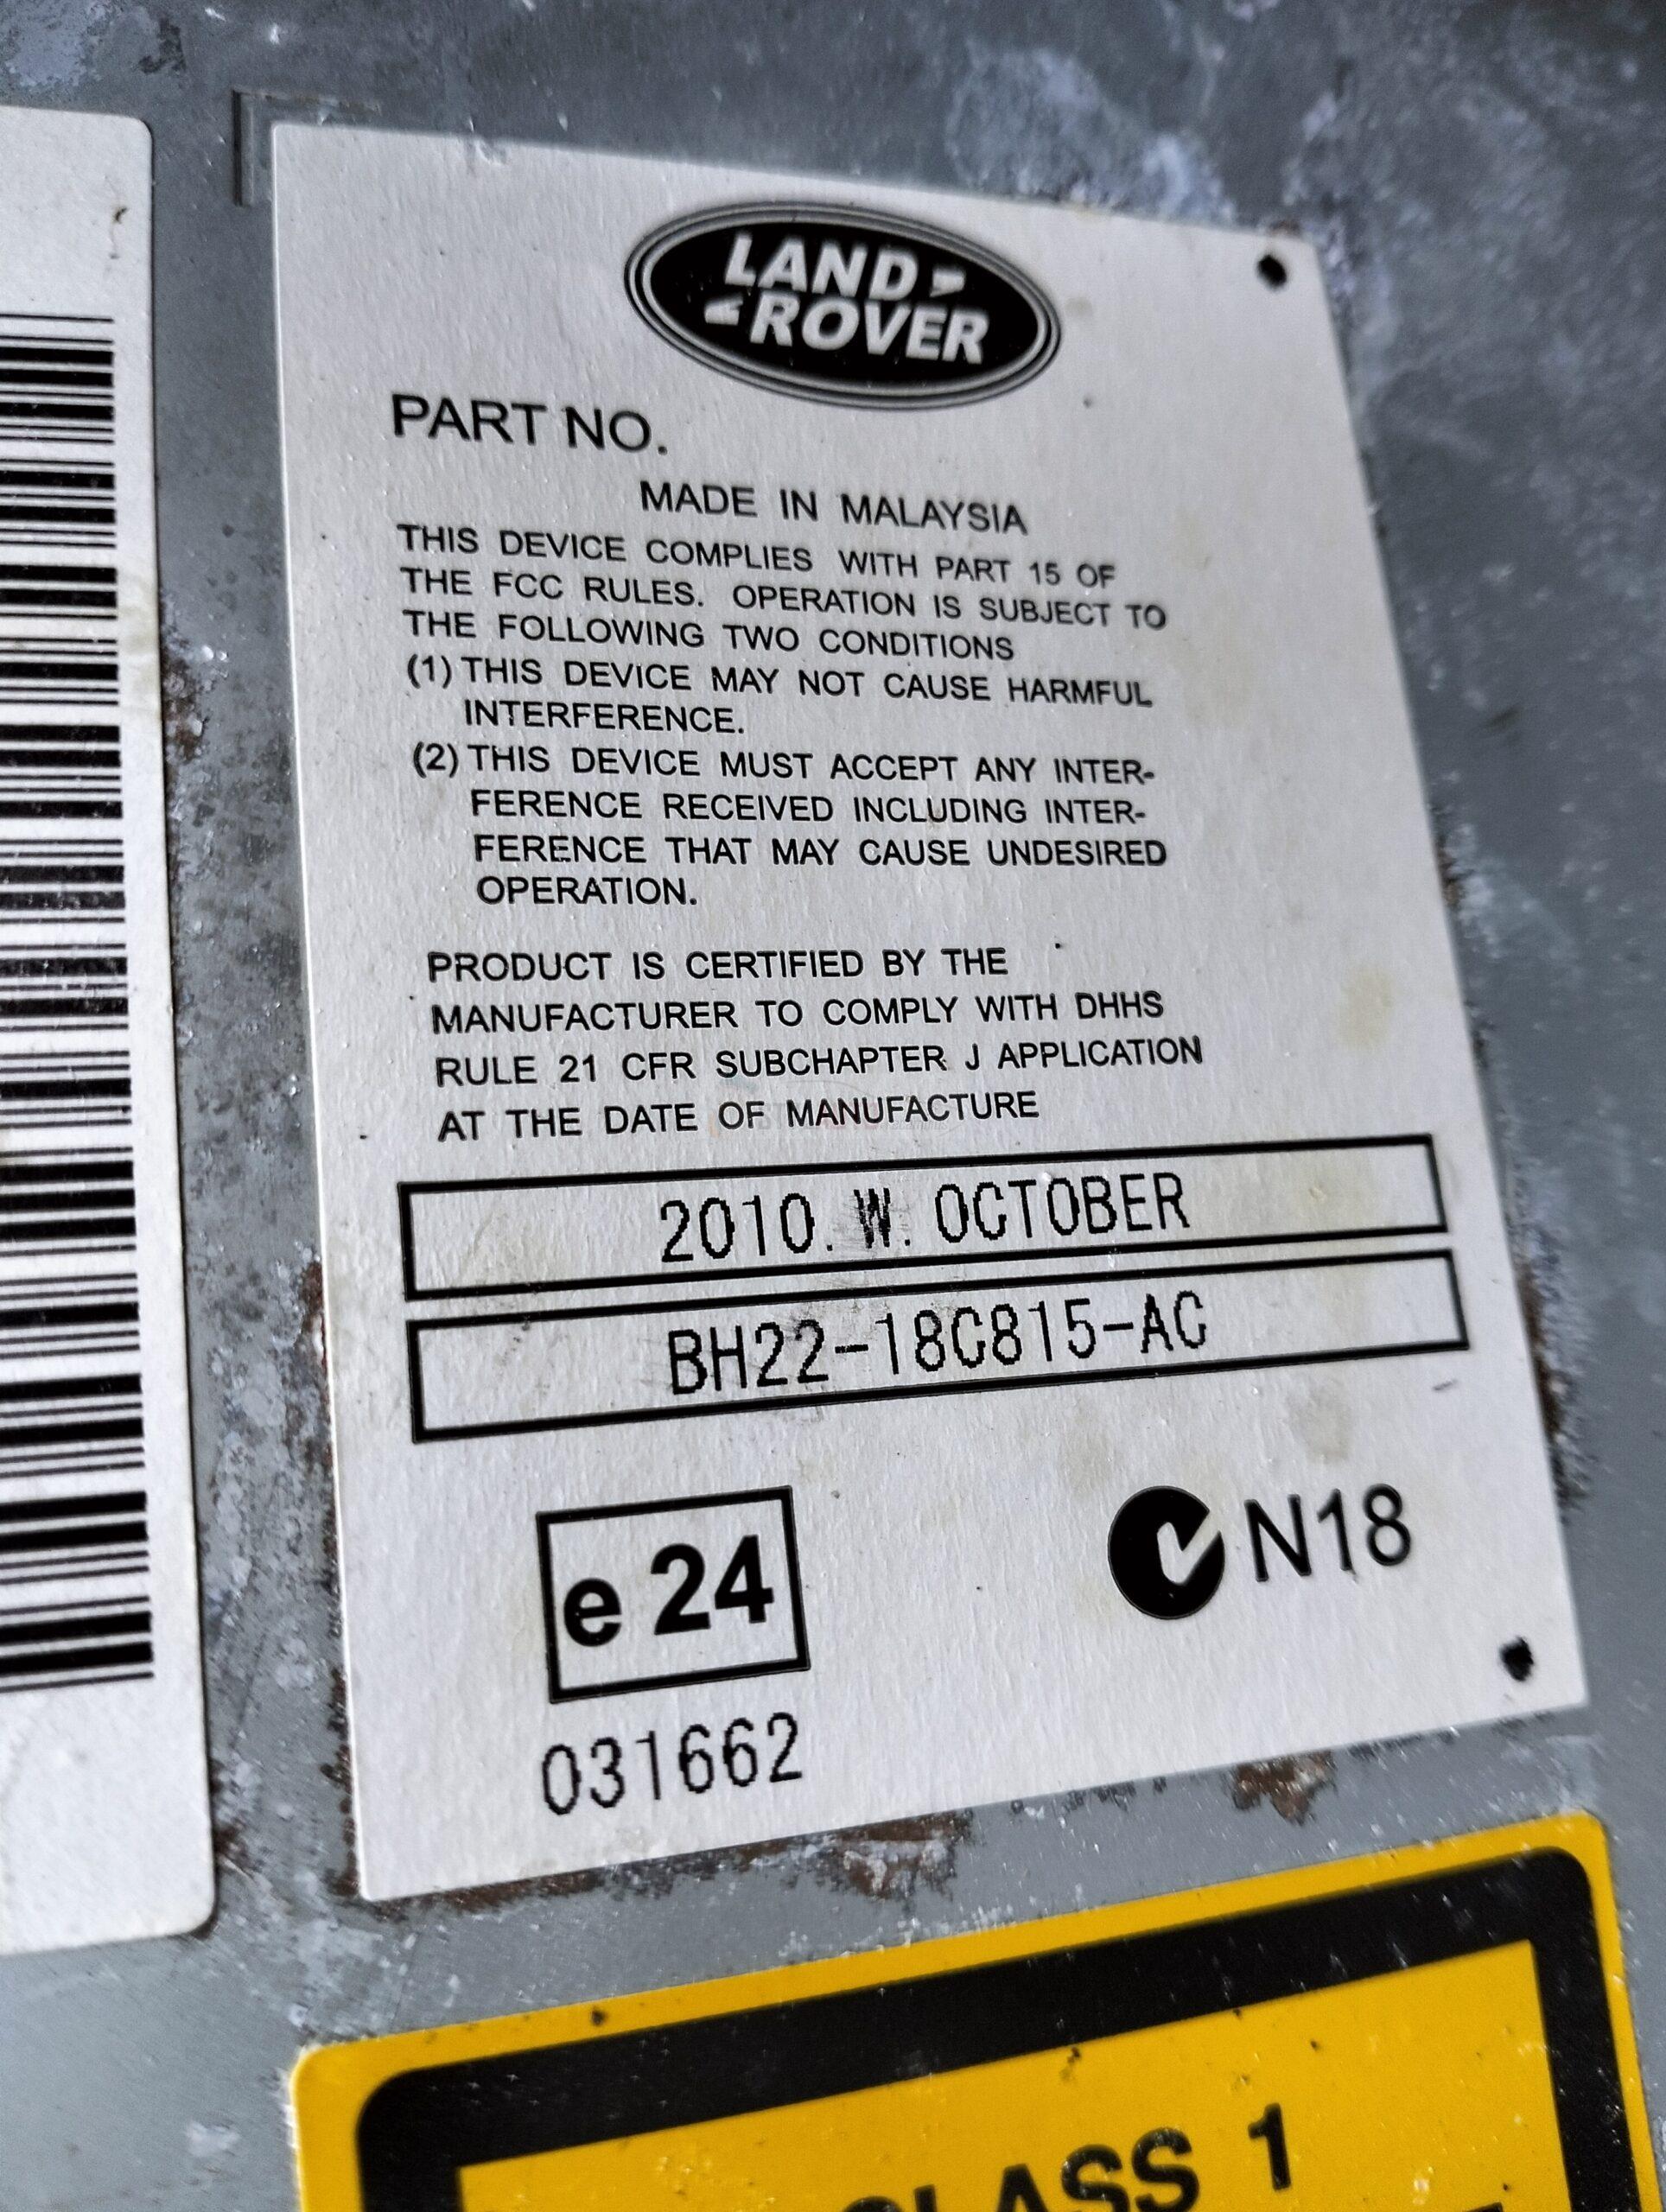 LAND
ROVER
PART NO.
MADE IN MALAYSIA
THIS DEVICE COMPLIES WITH PART 15 OF
THE FCC RULES. OPERATION IS SUBJECT TO
THE FOLLOWING TWO CONDITIONS
(1) THIS DEVICE MAY NOT CAUSE HARMFUL
INTERFERENCE.
(2) THIS DEVICE MUST ACCEPT ANY INTER-
FERENCE RECEIVED INCLUDING INTER-
FERENCE THAT MAY CAUSE UNDESIRED
OPERATION.
PRODUCT IS CERTIFIED BY THE
MANUFACTURER TO COMPLY WITH DHHS
RULE 21 CFR SUBCHAPTER J APPLICATION
AT THE DATE OF MANUFACTURE
2010. W. OCTOBER
BH22-18C815-AC
e 24
N18
031662
CLASS 1